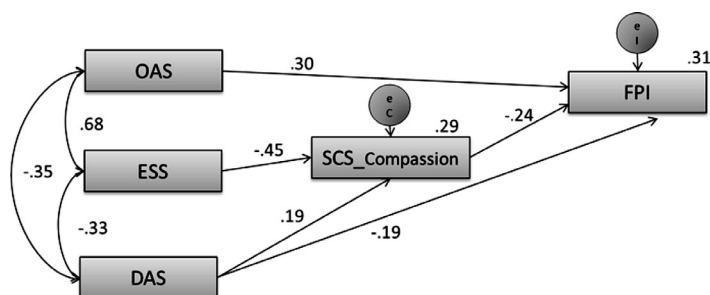 OAS
.30
e
I
.31
FPI
e
C
.29
-.24
.68
SCS_Compassion
-.35
ESS
-.45
-.33
.19
-.19
DAS